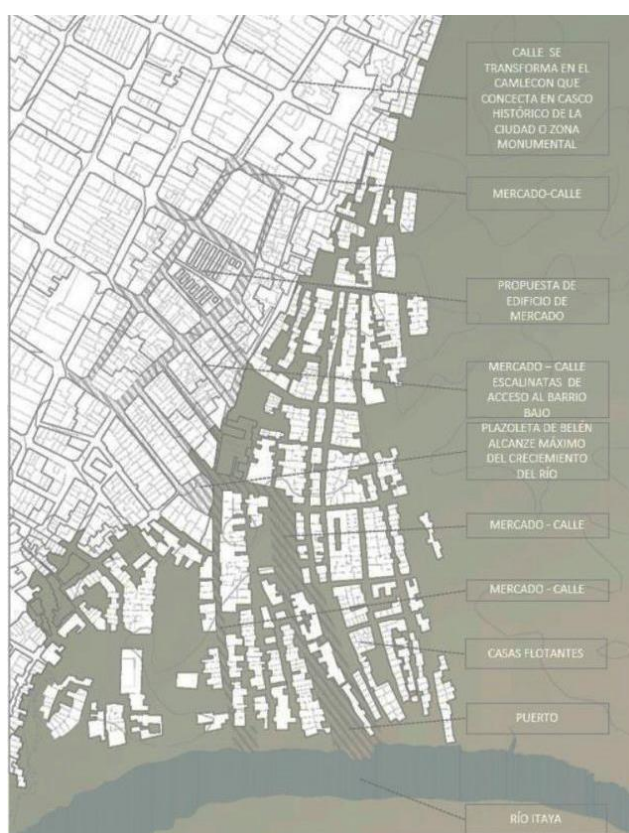 CALLE SE
TRANSFORMA EN EL
CAMLECON QUE
CONCECTA EN CASCO
HISTÓRICO DE LA
CIUDAD O ZONA
MONUMENTAL
MERCADO-CALLE
PROPUESTA DE
EDIFICIO DE
MERCADO
MERCADO – CALLE
ESCALINATAS DE
ACCESO AL BARRIO
BAJO
PLAZOLETA DE BELÉN
ALCANZE MÁXIMO
DEL CRECIEMIENTO
DEL RÍO
MERCADO - CALLE
MERCADO - CALLE
CASAS FLOTANTES
PUERTO
RÍO ITAYA